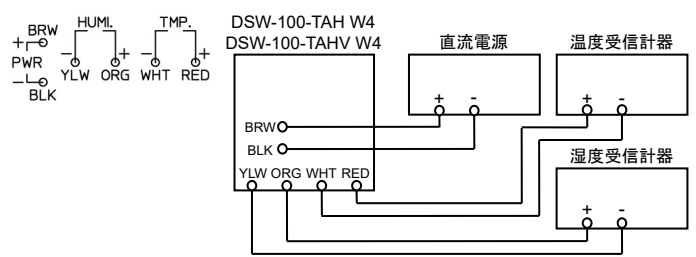 BRW
+
PWR
−
BLK
HUMI.
− +
YLW ORG
TMP.
− +
WHT RED
DSW-100-TAH W4
DSW-100-TAHV W4
BRW
BLK
YLW ORG WHT RED
直流電源
+ -
温度受信計器
+ -
湿度受信計器
+ -